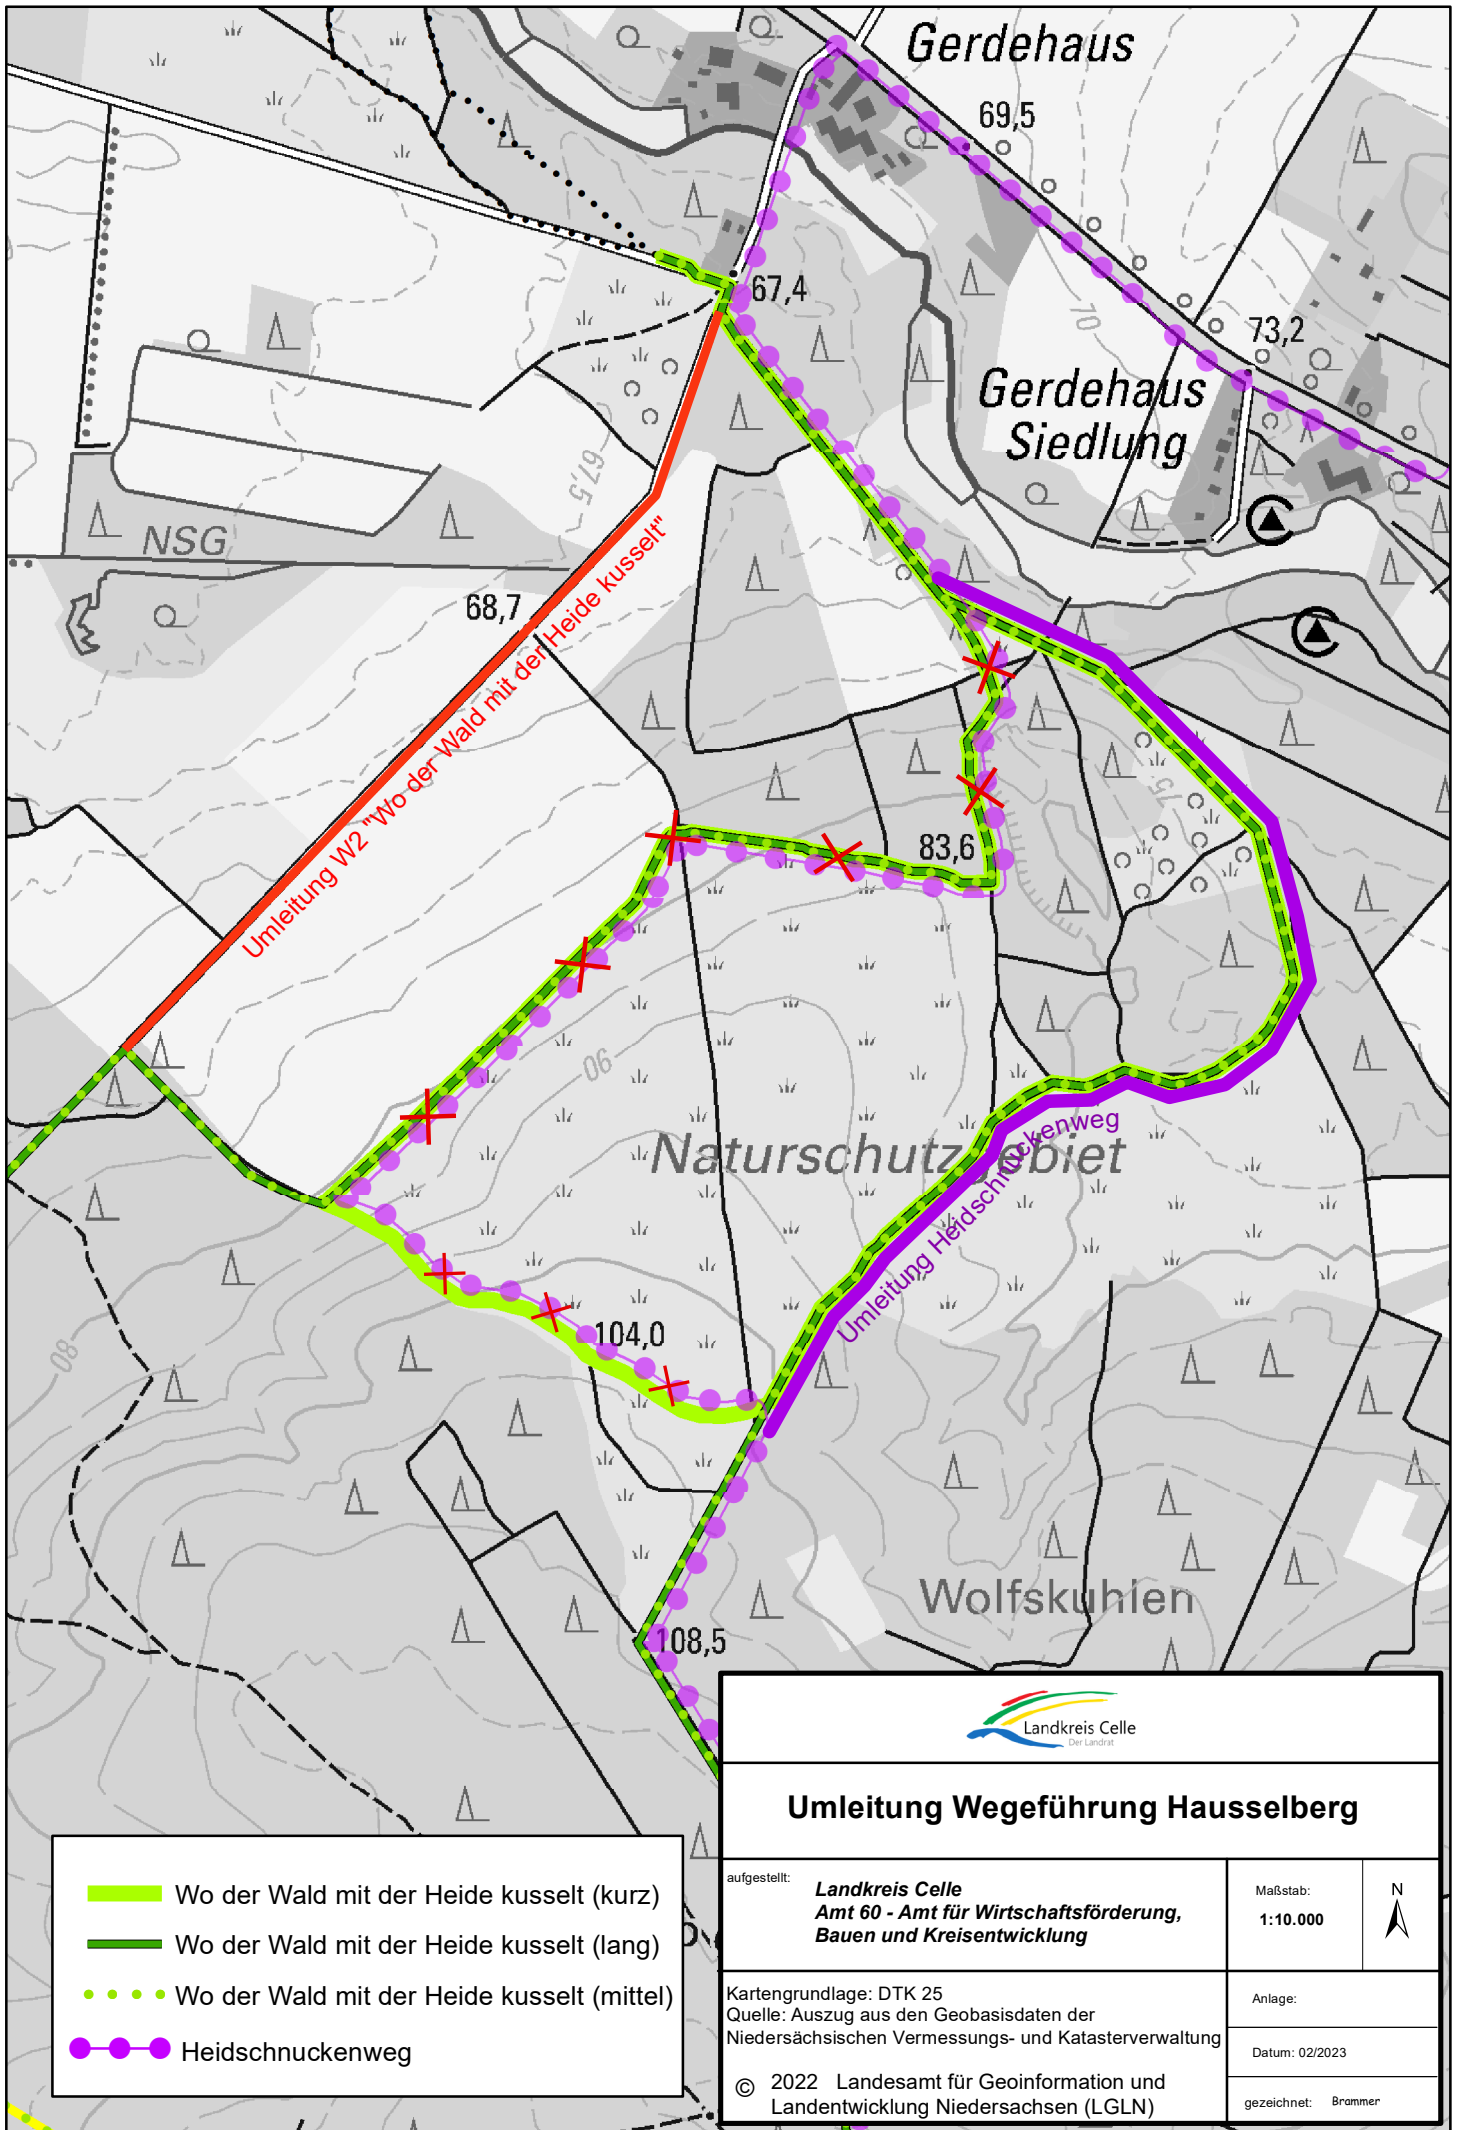 Gerdehaus
69,5
67,4
70
73,2
Gerdehaus
Siedlung
67,5
NSG
68,7
Umleitung W2 "Wo der Wald mit der Heide kusselt"
75
83,6
90
Naturschutzgebiet
Umleitung Heidschnuckenweg
80
104,0
Wolfskuhlen
108,5
Landkreis Celle
Der Landrat
Umleitung Wegeführung Hausselberg
aufgestellt:
Landkreis Celle
Amt 60 - Amt für Wirtschaftsförderung,
Bauen und Kreisentwicklung
Maßstab:
1:10.000
N
Kartengrundlage: DTK 25
Quelle: Auszug aus den Geobasisdaten der
Niedersächsischen Vermessungs- und Katasterverwaltung
© 2022 Landesamt für Geoinformation und
Landentwicklung Niedersachsen (LGLN)
Anlage:
Datum: 02/2023
gezeichnet: Brammer
Wo der Wald mit der Heide kusselt (kurz)
Wo der Wald mit der Heide kusselt (lang)
Wo der Wald mit der Heide kusselt (mittel)
Heidschnuckenweg